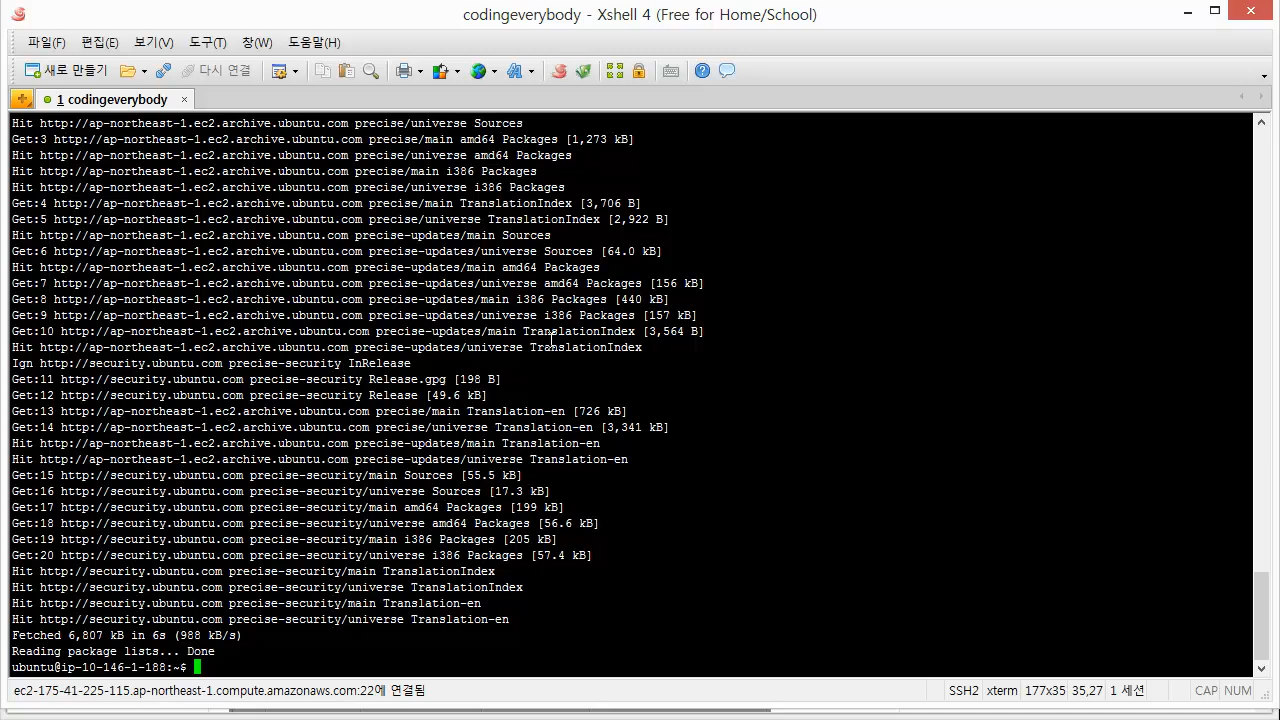 codingeverybody - Xshell 4 (Free for Home/School)
파일(F) 편집(E) 보기(V) 도구(T) 창(W) 도움말(H)
새로 만들기 다시 연결
1 codingeverybody
Hit http://ap-northeast-1.ec2.archive.ubuntu.com precise/universe Sources
Get:3 http://ap-northeast-1.ec2.archive.ubuntu.com precise/main amd64 Packages [1,273 kB]
Hit http://ap-northeast-1.ec2.archive.ubuntu.com precise/universe amd64 Packages
Hit http://ap-northeast-1.ec2.archive.ubuntu.com precise/main i386 Packages
Hit http://ap-northeast-1.ec2.archive.ubuntu.com precise/universe i386 Packages
Get:4 http://ap-northeast-1.ec2.archive.ubuntu.com precise/main TranslationIndex [3,706 B]
Get:5 http://ap-northeast-1.ec2.archive.ubuntu.com precise/universe TranslationIndex [2,922 B]
Hit http://ap-northeast-1.ec2.archive.ubuntu.com precise-updates/main Sources
Get:6 http://ap-northeast-1.ec2.archive.ubuntu.com precise-updates/universe Sources [64.0 kB]
Hit http://ap-northeast-1.ec2.archive.ubuntu.com precise-updates/main amd64 Packages
Get:7 http://ap-northeast-1.ec2.archive.ubuntu.com precise-updates/universe amd64 Packages [156 kB]
Get:8 http://ap-northeast-1.ec2.archive.ubuntu.com precise-updates/main i386 Packages [440 kB]
Get:9 http://ap-northeast-1.ec2.archive.ubuntu.com precise-updates/universe i386 Packages [157 kB]
Get:10 http://ap-northeast-1.ec2.archive.ubuntu.com precise-updates/main TranslationIndex [3,564 B]
Hit http://ap-northeast-1.ec2.archive.ubuntu.com precise-updates/universe TranslationIndex
Ign http://security.ubuntu.com precise-security InRelease
Get:11 http://security.ubuntu.com precise-security Release.gpg [198 B]
Get:12 http://security.ubuntu.com precise-security Release [49.6 kB]
Get:13 http://ap-northeast-1.ec2.archive.ubuntu.com precise/main Translation-en [726 kB]
Get:14 http://ap-northeast-1.ec2.archive.ubuntu.com precise/universe Translation-en [3,341 kB]
Hit http://ap-northeast-1.ec2.archive.ubuntu.com precise-updates/main Translation-en
Hit http://ap-northeast-1.ec2.archive.ubuntu.com precise-updates/universe Translation-en
Get:15 http://security.ubuntu.com precise-security/main Sources [55.5 kB]
Get:16 http://security.ubuntu.com precise-security/universe Sources [17.3 kB]
Get:17 http://security.ubuntu.com precise-security/main amd64 Packages [199 kB]
Get:18 http://security.ubuntu.com precise-security/universe amd64 Packages [56.6 kB]
Get:19 http://security.ubuntu.com precise-security/main i386 Packages [205 kB]
Get:20 http://security.ubuntu.com precise-security/universe i386 Packages [57.4 kB]
Hit http://security.ubuntu.com precise-security/main TranslationIndex
Hit http://security.ubuntu.com precise-security/universe TranslationIndex
Hit http://security.ubuntu.com precise-security/main Translation-en
Hit http://security.ubuntu.com precise-security/universe Translation-en
Fetched 6,807 kB in 6s (988 kB/s)
Reading package lists... Done
ubuntu@ip-10-146-1-188:~$
ec2-175-41-225-115.ap-northeast-1.compute.amazonaws.com:22에 연결됨 SSH2 xterm 177x35 35,27 1 세션 CAP NUM